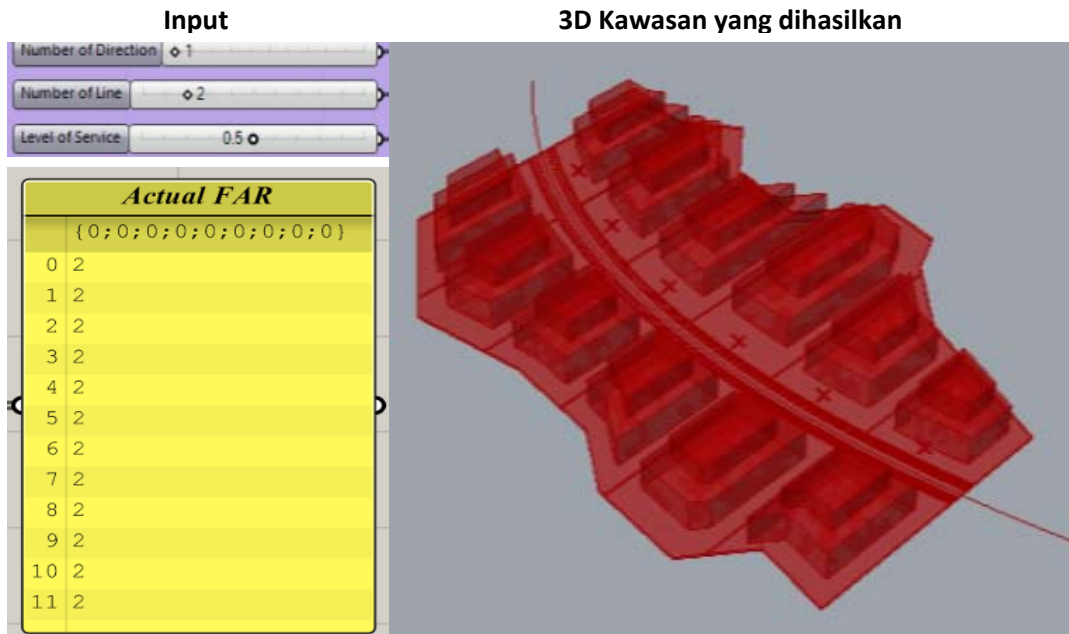 Input
3D Kawasan yang dihasilkan
Number of Direction ◇ 1
Number of Line ◇ 2
Level of Service 0.5 ○
Actual FAR
{0;0;0;0;0;0;0;0;0}
0 2
1 2
2 2
3 2
4 2
5 2
6 2
7 2
8 2
9 2
10 2
11 2